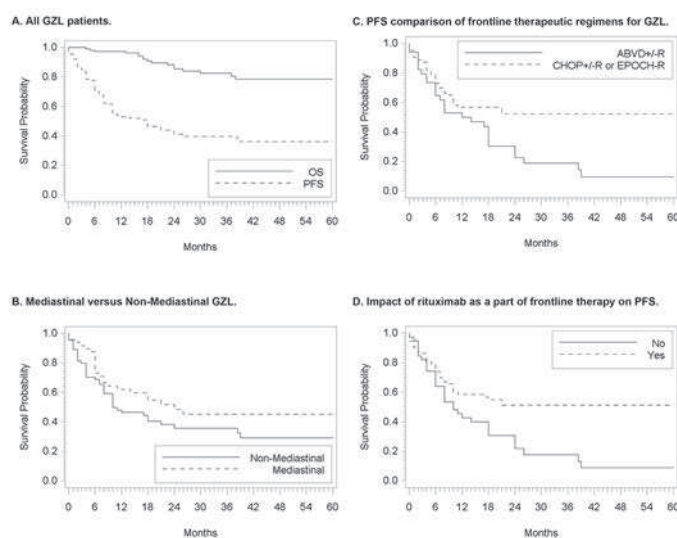 A. All GZL patients.
Survival Probability
1.0
0.8
0.6
0.4
0.2
0.0
OS
PFS
0 6 12 18 24 30 36 42 48 54 60
Months
B. Mediastinal versus Non-Mediastinal GZL.
Survival Probability
1.0
0.8
0.6
0.4
0.2
0.0
Non-Mediastinal
Mediastinal
0 6 12 18 24 30 36 42 48 54 60
Months
C. PFS comparison of frontline therapeutic regimens for GZL.
Survival Probability
1.0
0.8
0.6
0.4
0.2
0.0
ABVD+/-R
CHOP+/-R or EPOCH-R
0 6 12 18 24 30 36 42 48 54 60
Months
D. Impact of rituximab as a part of frontline therapy on PFS.
Survival Probability
1.0
0.8
0.6
0.4
0.2
0.0
No
Yes
0 6 12 18 24 30 36 42 48 54 60
Months